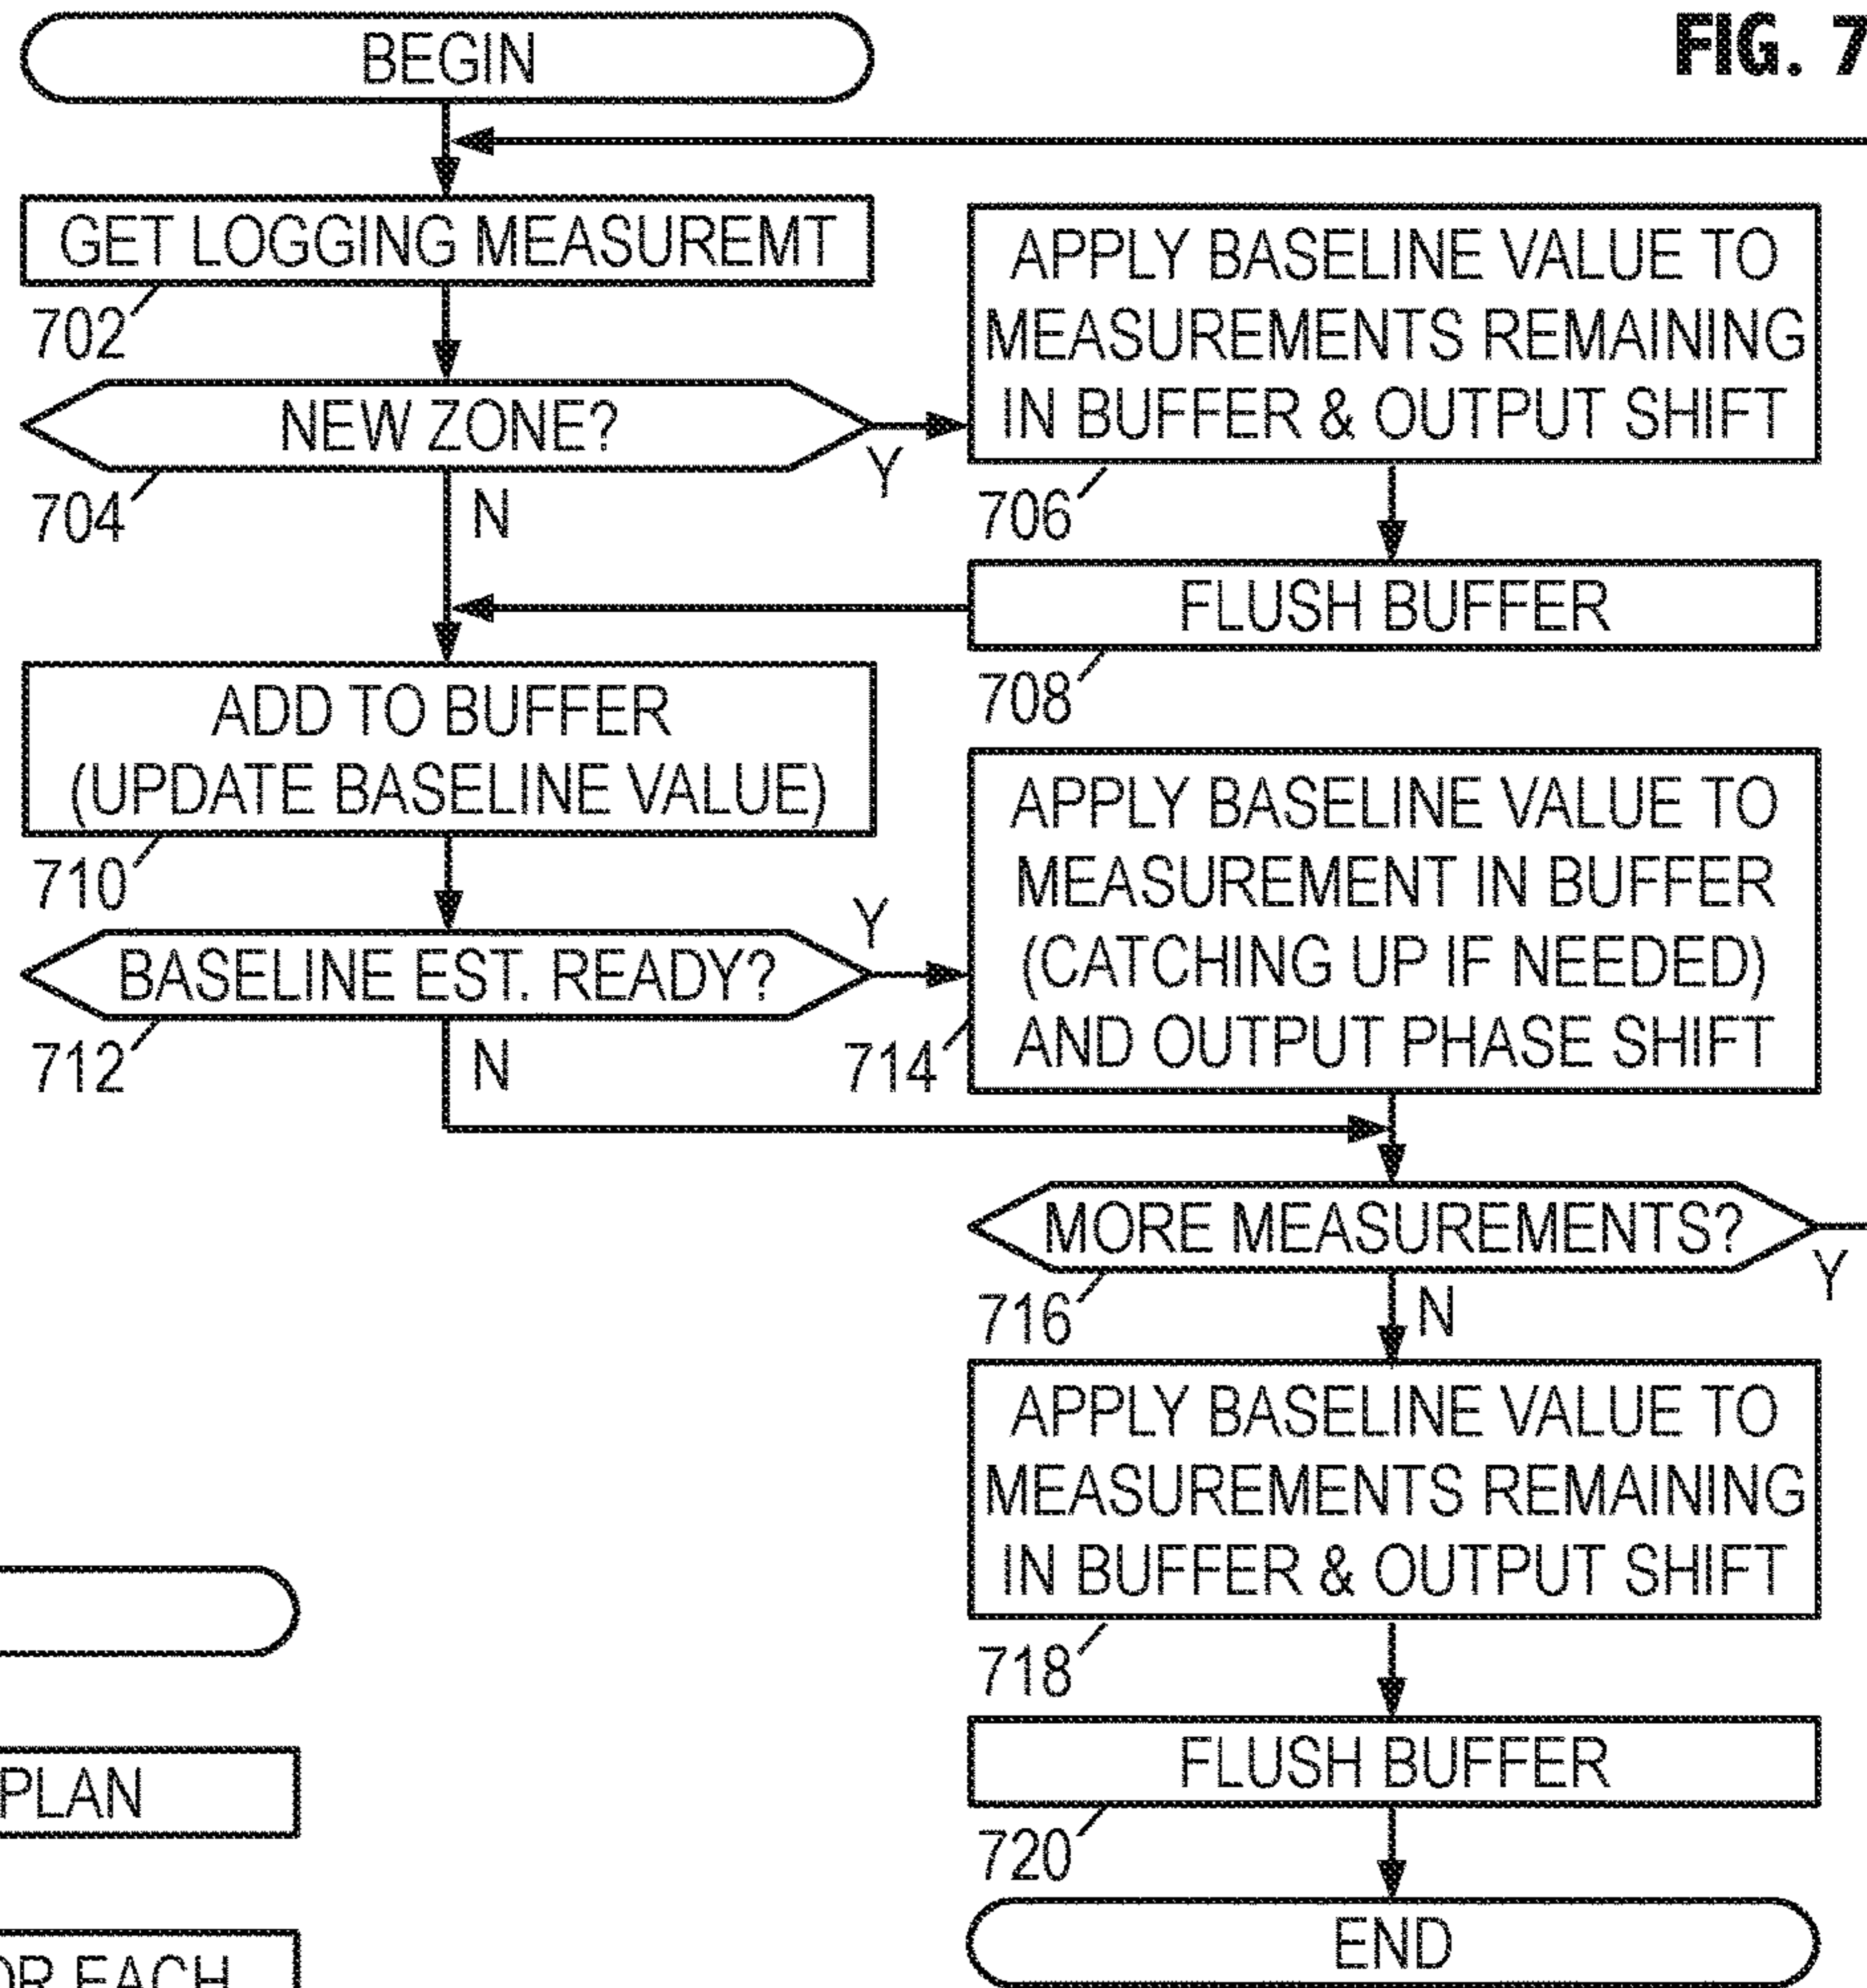 FIG. 7
BEGIN
GET LOGGING MEASUREMT
702
NEW ZONE?
704
Y
N
APPLY BASELINE VALUE TO
MEASUREMENTS REMAINING
IN BUFFER & OUTPUT SHIFT
706
FLUSH BUFFER
708
ADD TO BUFFER
(UPDATE BASELINE VALUE)
710
BASELINE EST. READY?
712
Y
N
APPLY BASELINE VALUE TO
MEASUREMENT IN BUFFER
(CATCHING UP IF NEEDED)
AND OUTPUT PHASE SHIFT
714
MORE MEASUREMENTS?
716
Y
N
APPLY BASELINE VALUE TO
MEASUREMENTS REMAINING
IN BUFFER & OUTPUT SHIFT
718
FLUSH BUFFER
720
END
PLAN
EACH